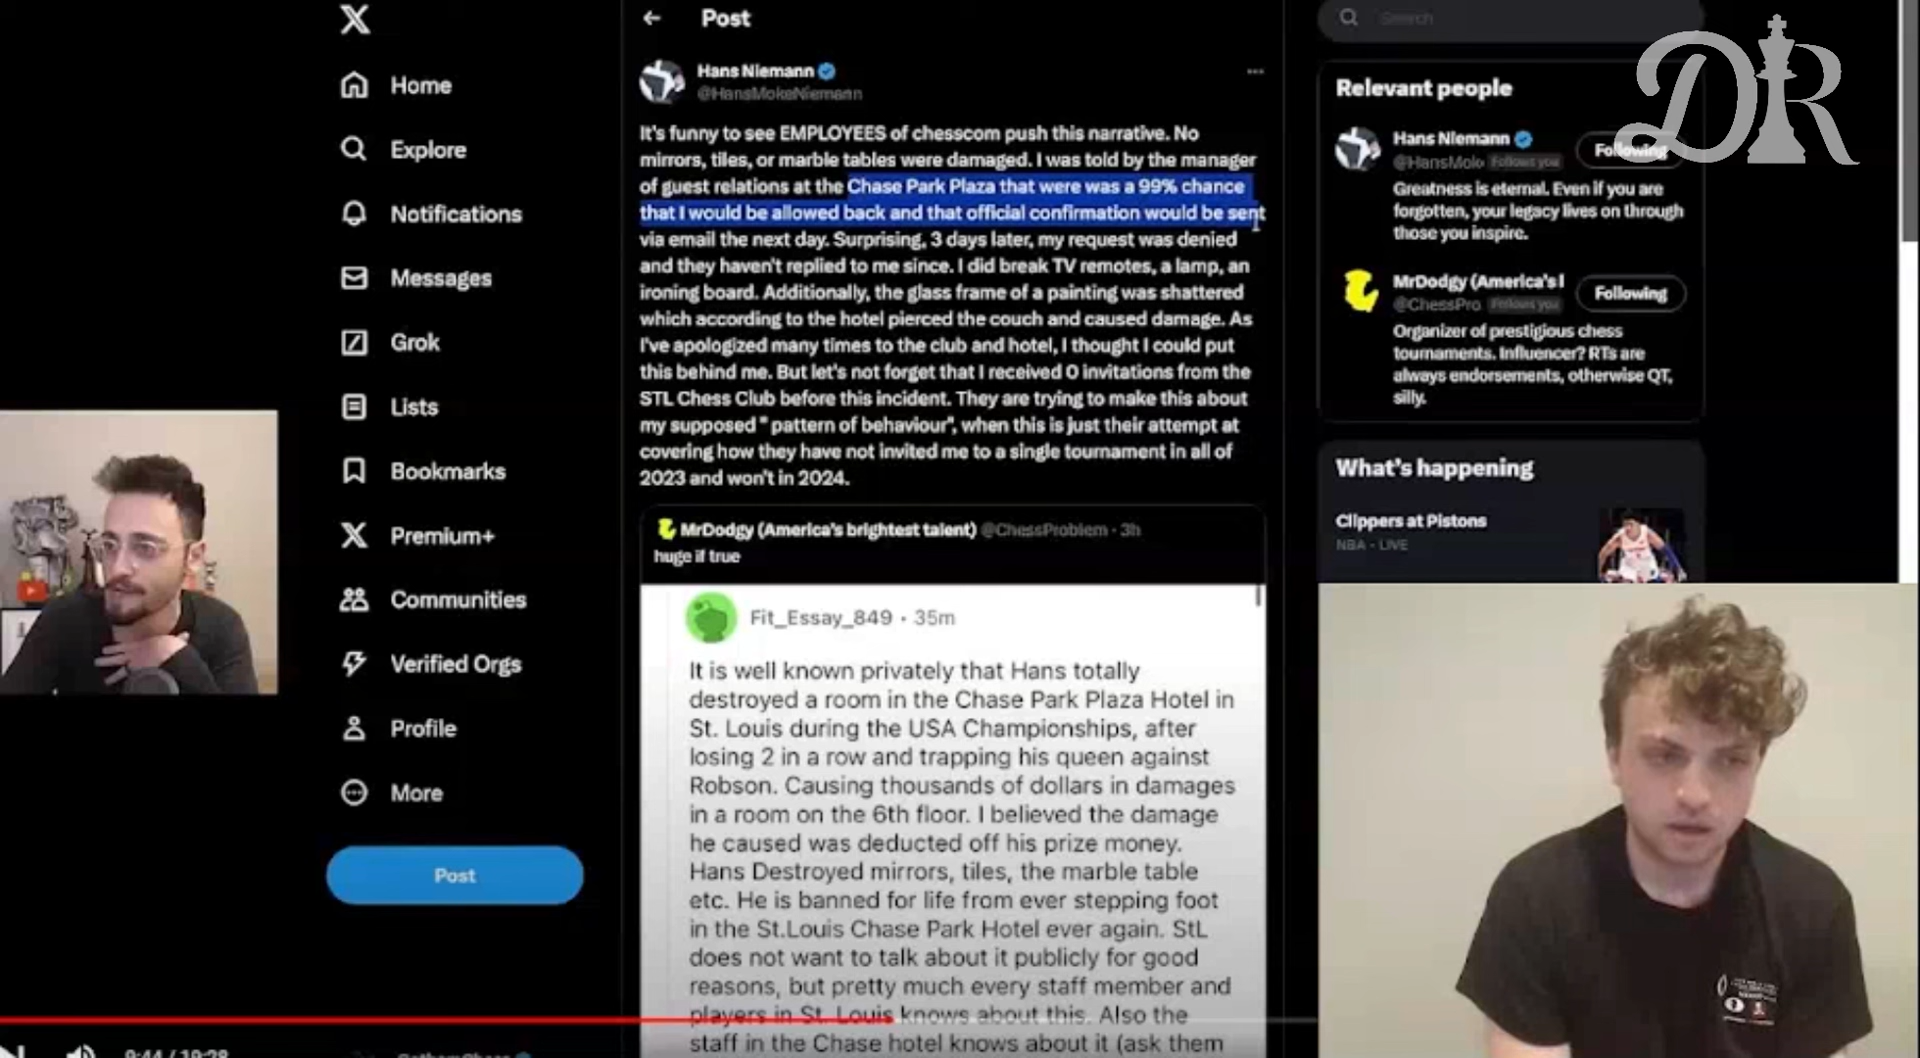 Home
Explore
Notifications
Messages
Grok
Lists
Bookmarks
Premium+
Communities
Verified Orgs
Profile
More
Post
Post
Hans Niemann
@HansMokeNiemann
It's funny to see EMPLOYEES of chesscom push this narrative. No
mirrors, tiles, or marble tables were damaged. I was told by the manager
of guest relations at the Chase Park Plaza that were was a 99% chance
that I would be allowed back and that official confirmation would be sent
via email the next day. Surprising, 3 days later, my request was denied
and they haven't replied to me since. I did break TV remotes, a lamp, an
ironing board. Additionally, the glass frame of a painting was shattered
which according to the hotel pierced the couch and caused damage. As
I've apologized many times to the club and hotel, I thought I could put
this behind me. But let's not forget that I received 0 invitations from the
STL Chess Club before this incident. They are trying to make this about
my supposed " pattern of behaviour", when this is just their attempt at
covering how they have not invited me to a single tournament in all of
2023 and won't in 2024.
MrDodgy (America's brightest talent) @ChessProblem · 3h
huge if true
Fit_Essay_849 · 35m
It is well known privately that Hans totally
destroyed a room in the Chase Park Plaza Hotel in
St. Louis during the USA Championships, after
losing 2 in a row and trapping his queen against
Robson. Causing thousands of dollars in damages
in a room on the 6th floor. I believed the damage
he caused was deducted off his prize money.
Hans Destroyed mirrors, tiles, the marble table
etc. He is banned for life from ever stepping foot
in the St.Louis Chase Park Hotel ever again. StL
does not want to talk about it publicly for good
reasons, but pretty much every staff member and
players in St. Louis knows about this. Also the
staff in the Chase hotel knows about it (ask them
Search
DR
Relevant people
Hans Niemann
@HansMok Follows you
Following
Greatness is eternal. Even if you are
forgotten, your legacy lives on through
those you inspire.
MrDodgy (America's l
@ChessPro Follows you
Following
Organizer of prestigious chess
tournaments. Influencer? RTs are
always endorsements, otherwise QT,
silly.
What's happening
Clippers at Pistons
NBA · LIVE
9:44 / 19:28